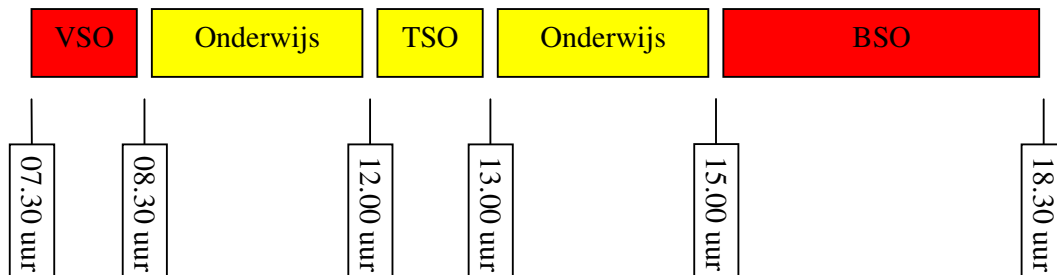 VSO Onderwijs TSO Onderwijs BSO
07.30 uur
08.30 uur
12.00 uur
13.00 uur
15.00 uur
18.30 uur